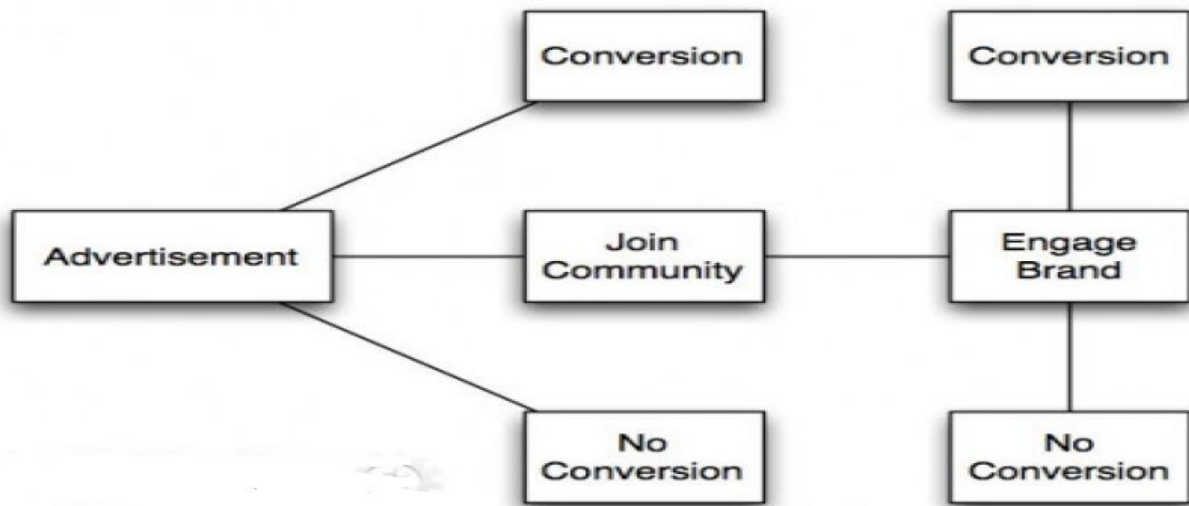 Conversion
Conversion
Advertisement
Join
Community
Engage
Brand
No
Conversion
No
Conversion